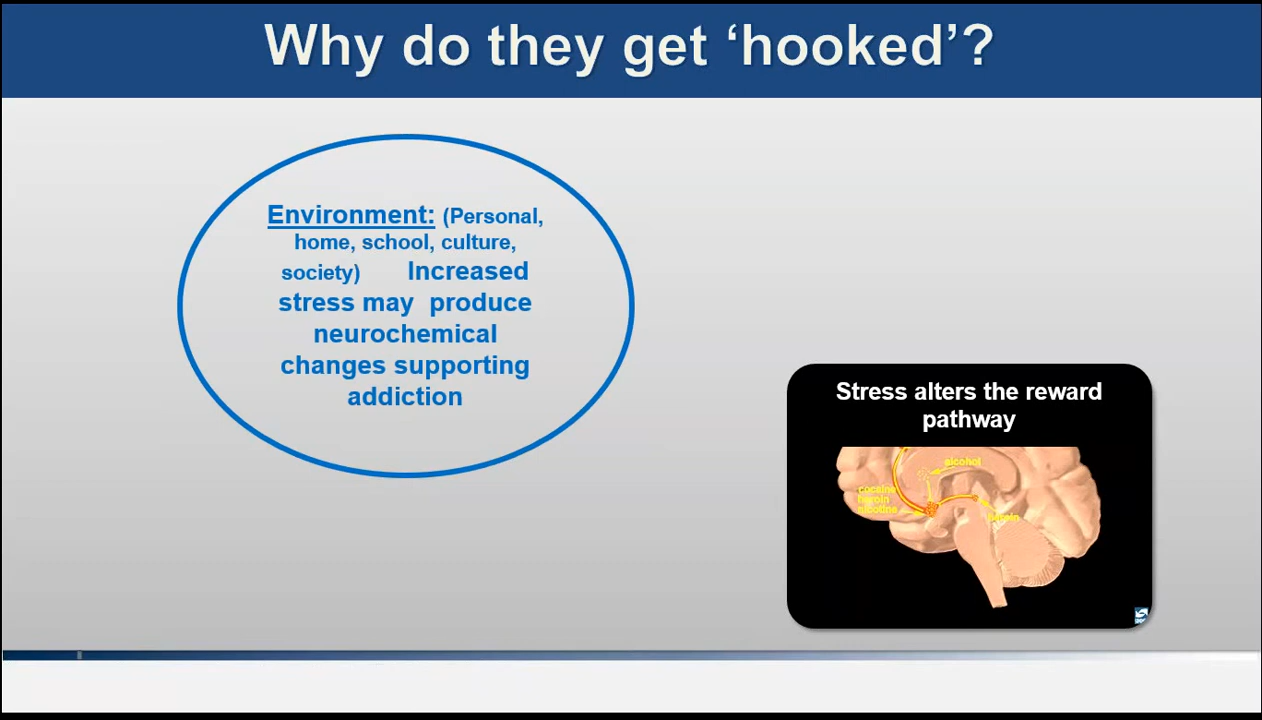 Why do they get ‘hooked’?
Environment: (Personal,
home, school, culture,
society) Increased
stress may produce
neurochemical
changes supporting
addiction
Stress alters the reward
pathway
alcohol
cocaine
heroin
nicotine
heroin